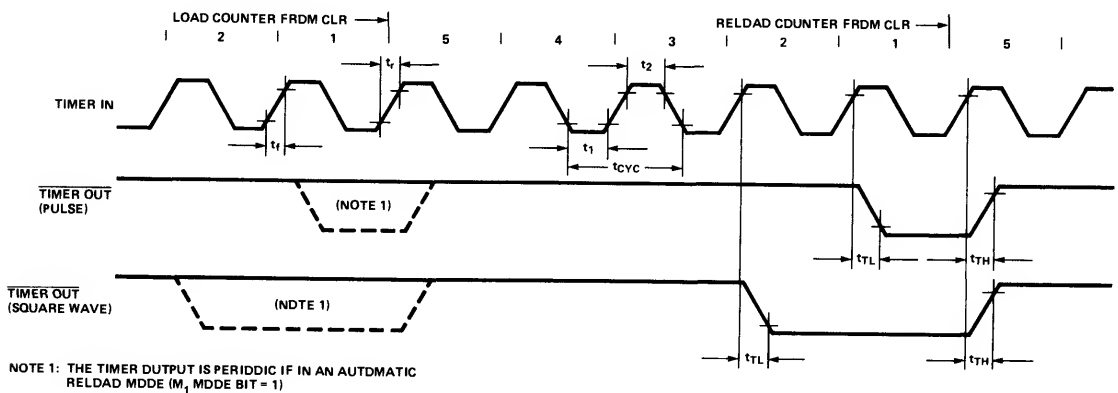 LOAD COUNTER FRDM CLR
RELDAD CDUNTER FRDM CLR
2 1 5 4 3 2 1 5
TIMER IN
tr
t2
tf
t1
tCYC
TIMER OUT
(PULSE)
(NOTE 1)
tTL
tTH
TIMER OUT
(SQUARE WAVE)
(NDTE 1)
tTL
tTH
NOTE 1: THE TIMER DUTPUT IS PERIDDIC IF IN AN AUTDMATIC
RELDAD MDDE (M1 MDDE BIT = 1)